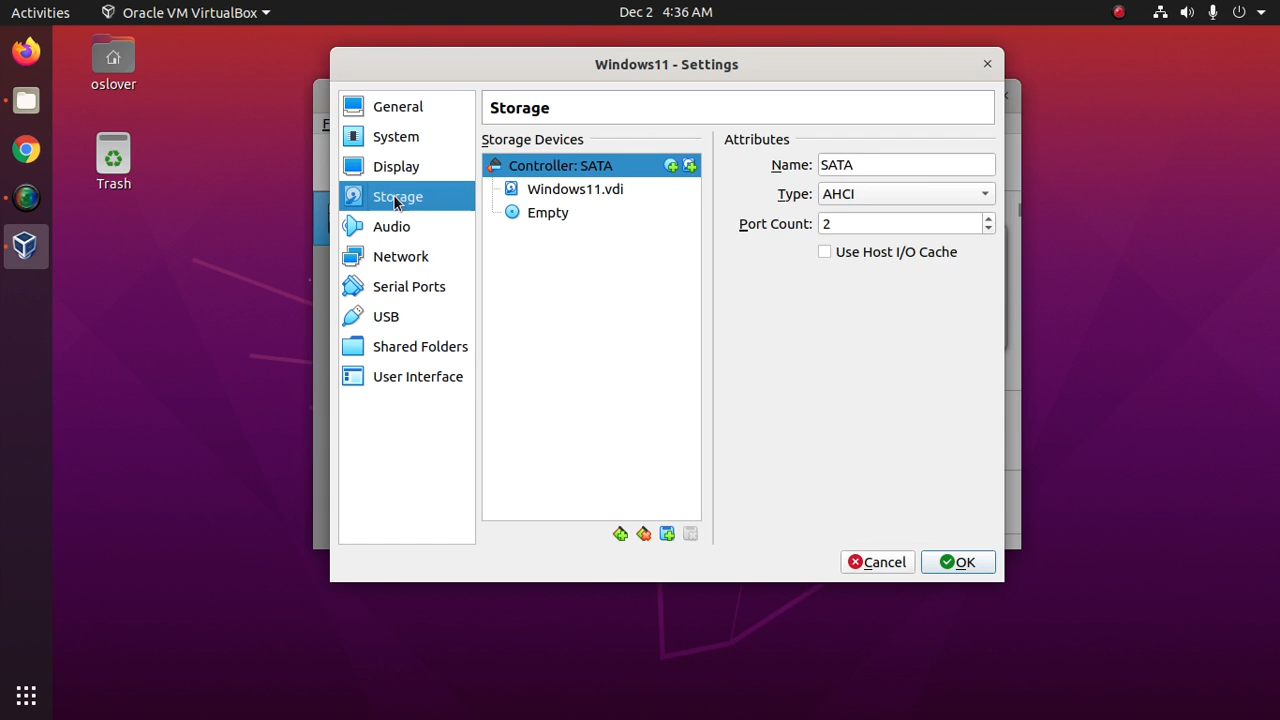 Activities
Oracle VM VirtualBox
Dec 2 4:36 AM
oslover
Trash
Windows11 - Settings
General
System
Display
Storage
Audio
Network
Serial Ports
USB
Shared Folders
User Interface
Storage
Storage Devices
Controller: SATA
Windows11.vdi
Empty
Attributes
Name: SATA
Type: AHCI
Port Count: 2
Use Host I/O Cache
Cancel
OK
F